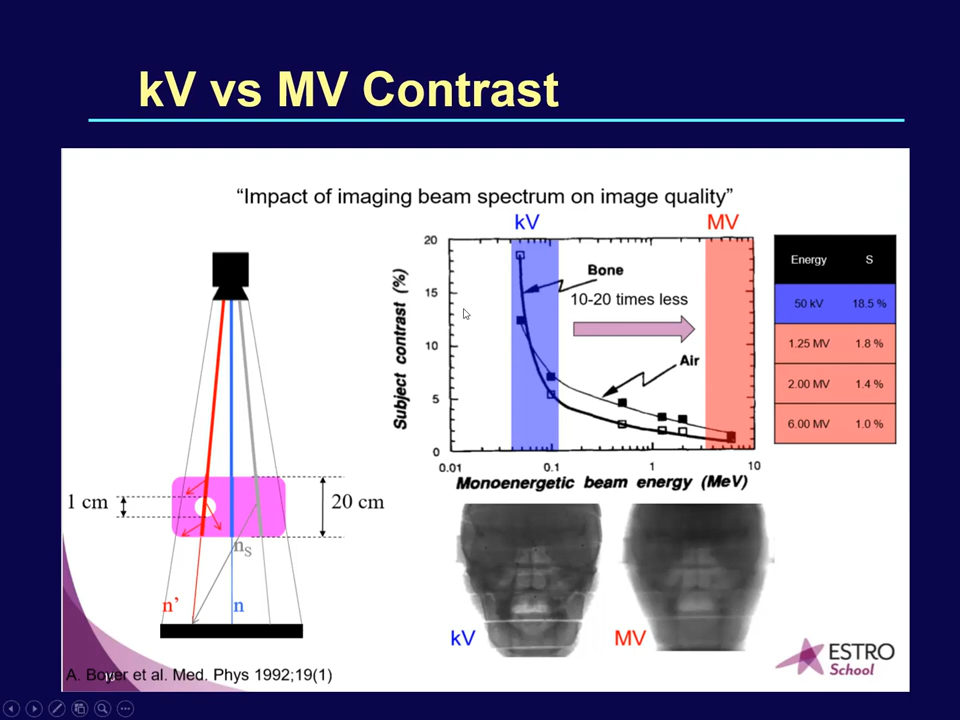 kV vs MV Contrast
“Impact of imaging beam spectrum on image quality”
kV
MV
20
15
10
5
0
Subject contrast (%)
Bone
10-20 times less
Air
0.01
0.1
1
10
Monoenergetic beam energy (MeV)
Energy S
50 kV 18.5 %
1.25 MV 1.8 %
2.00 MV 1.4 %
6.00 MV 1.0 %
1 cm
20 cm
nS
n’
n
kV
MV
ESTRO
School
A. Boyer et al. Med. Phys 1992;19(1)